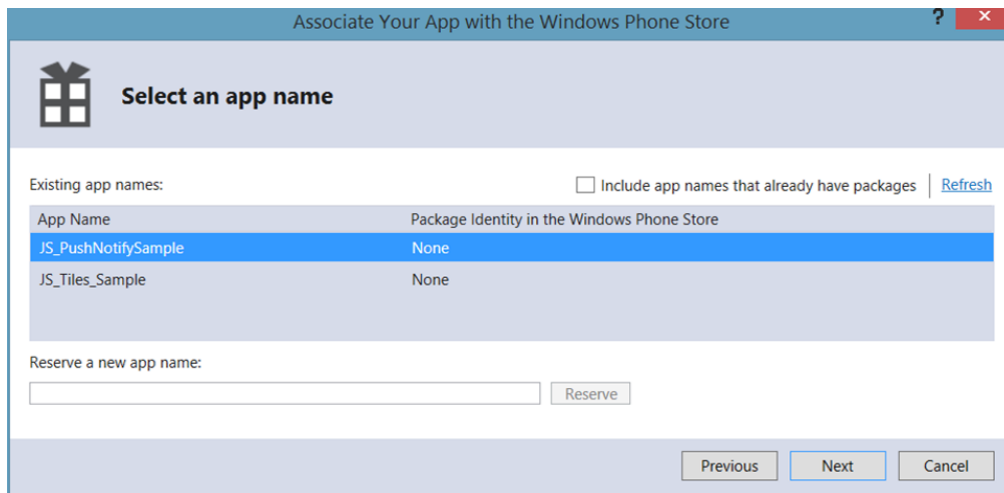 Associate Your App with the Windows Phone Store ?
Select an app name
Existing app names: Include app names that already have packages Refresh
App Name Package Identity in the Windows Phone Store
JS_PushNotifySample None
JS_Tiles_Sample None
Reserve a new app name:
Reserve
Previous Next Cancel